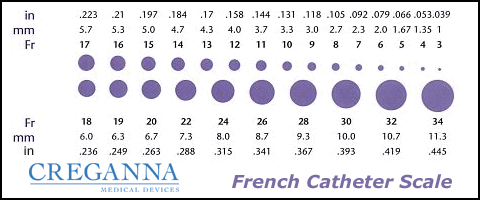 in .223 .21 .197 .184 .17 .158 .144 .131 .118 .105 .092 .079 .066 .053 .039
mm 5.7 5.3 5.0 4.7 4.3 4.0 3.7 3.3 3.0 2.7 2.3 2.0 1.67 1.35 1
Fr 17 16 15 14 13 12 11 10 9 8 7 6 5 4 3
Fr 18 19 20 22 24 26 28 30 32 34
mm 6.0 6.3 6.7 7.3 8.0 8.7 9.3 10.0 10.7 11.3
in .236 .249 .263 .288 .315 .341 .367 .393 .419 .445
CREGANNA
MEDICAL DEVICES
French Catheter Scale